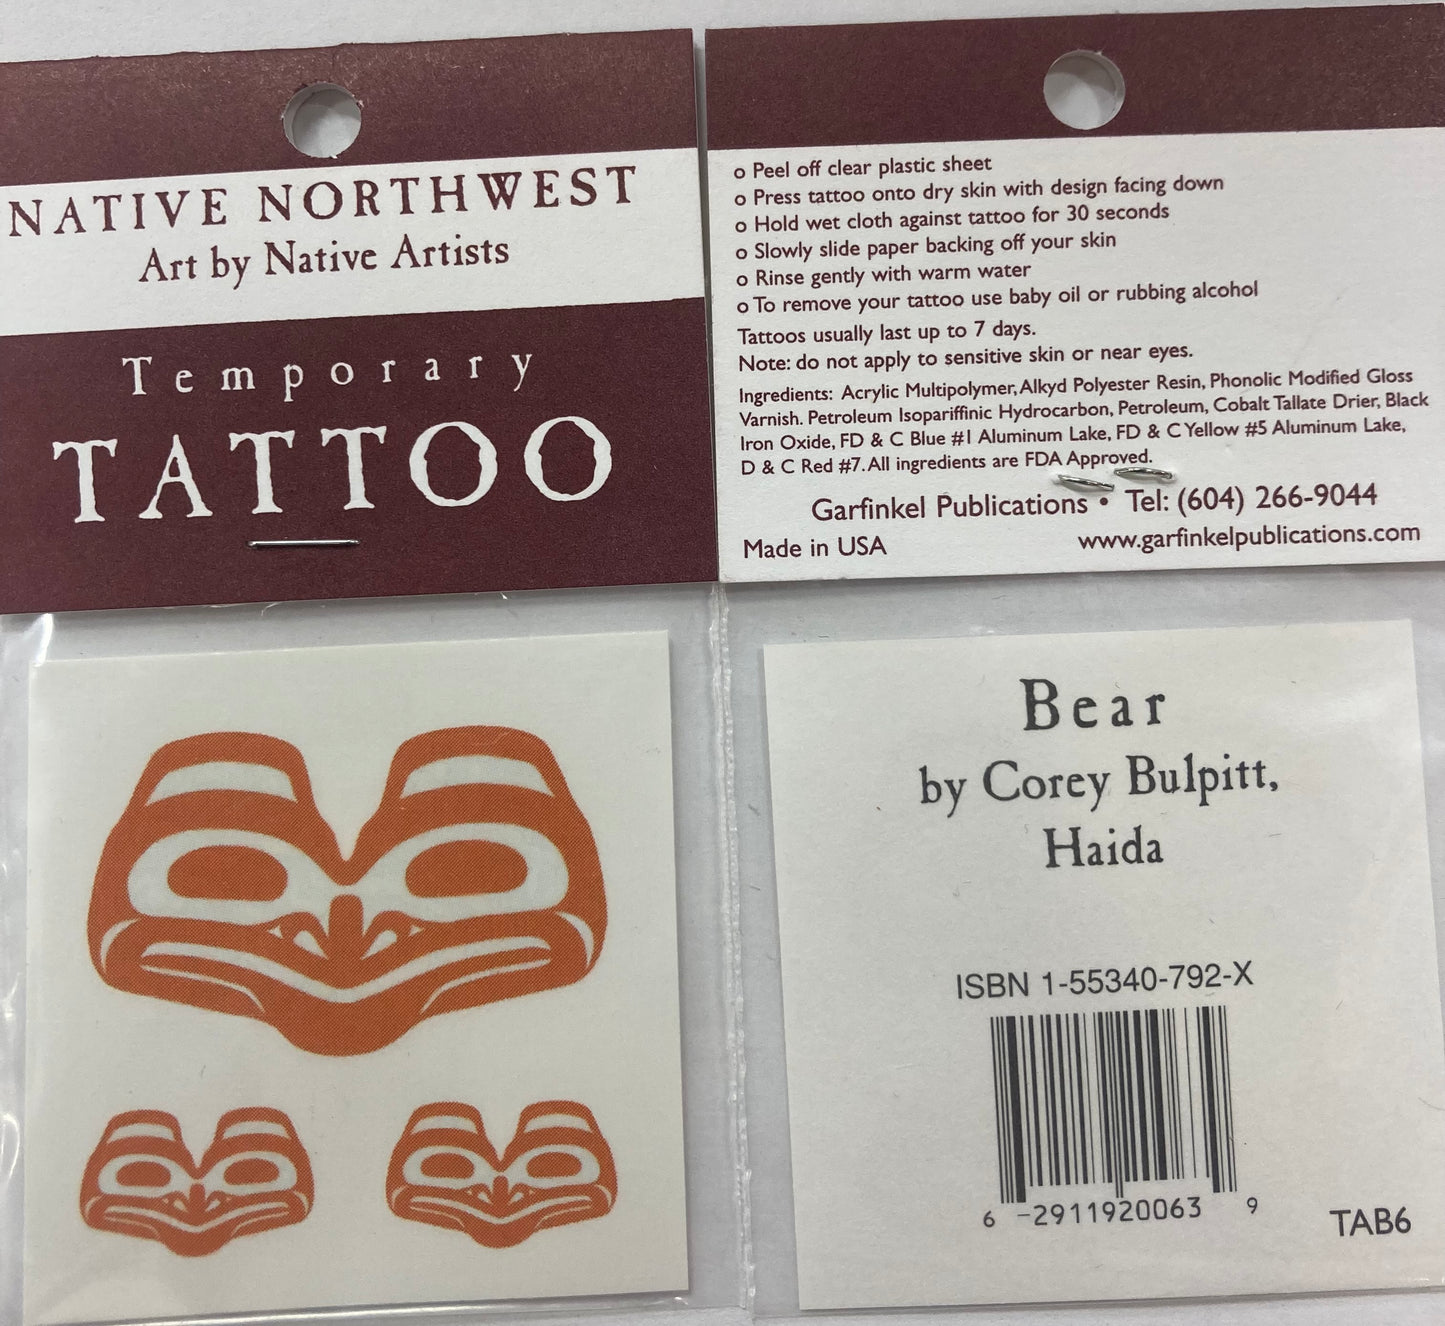 NATIVE NORTHWEST
Art by Native Artists
Temporary
TATTOO
o Peel off clear plastic sheet
o Press tattoo onto dry skin with design facing down
o Hold wet cloth against tattoo for 30 seconds
o Slowly slide paper backing off your skin
o Rinse gently with warm water
o To remove your tattoo use baby oil or rubbing alcohol
Tattoos usually last up to 7 days.
Note: do not apply to sensitive skin or near eyes.
Ingredients: Acrylic Multipolymer, Alkyd Polyester Resin, Phonolic Modified Gloss
Varnish. Petroleum Isopariffinic Hydrocarbon, Petroleum, Cobalt Tallate Drier, Black
Iron Oxide, FD & C Blue #1 Aluminum Lake, FD & C Yellow #5 Aluminum Lake,
D & C Red #7. All ingredients are FDA Approved.
Garfinkel Publications • Tel: (604) 266-9044
Made in USA www.garfinkelpublications.com
Bear
by Corey Bulpitt,
Haida
ISBN 1-55340-792-X
6 -2911920063 9
TAB6